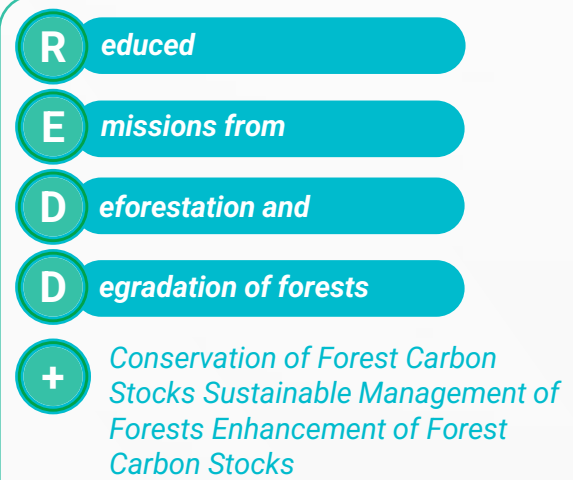 R educed
E missions from
D eforestation and
D egradation of forests
+ Conservation of Forest Carbon
Stocks Sustainable Management of
Forests Enhancement of Forest
Carbon Stocks